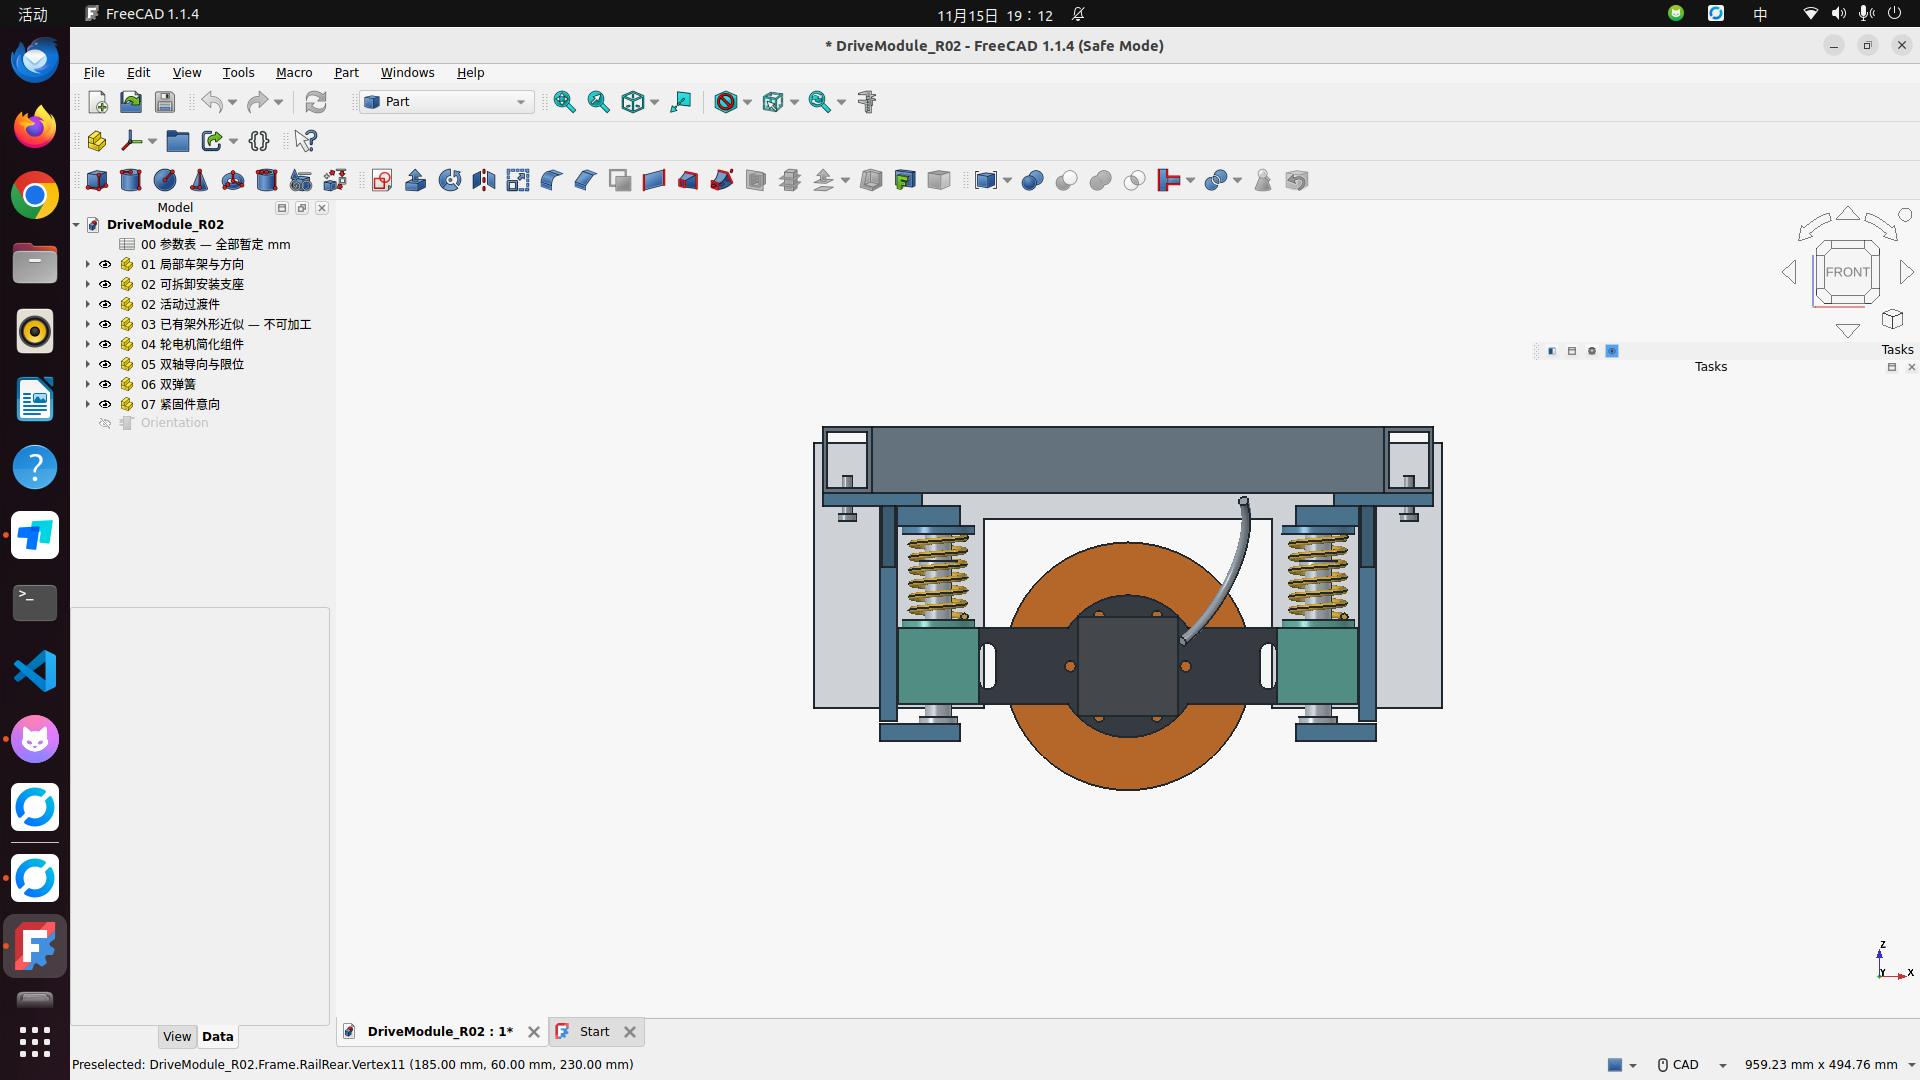 活动
FreeCAD 1.1.4
11月15日 19：12
中
* DriveModule_R02 - FreeCAD 1.1.4 (Safe Mode)
File Edit View Tools Macro Part Windows Help
Part
Model
DriveModule_R02
00 参数表 — 全部暂定 mm
01 局部车架与方向
02 可拆卸安装支座
02 活动过渡件
03 已有架外形近似 — 不可加工
04 轮电机简化组件
05 双轴导向与限位
06 双弹簧
07 紧固件意向
Orientation
FRONT
Tasks
Tasks
Z
Y
X
View Data
DriveModule_R02 : 1*
Start
Preselected: DriveModule_R02.Frame.RailRear.Vertex11 (185.00 mm, 60.00 mm, 230.00 mm)
CAD
959.23 mm x 494.76 mm